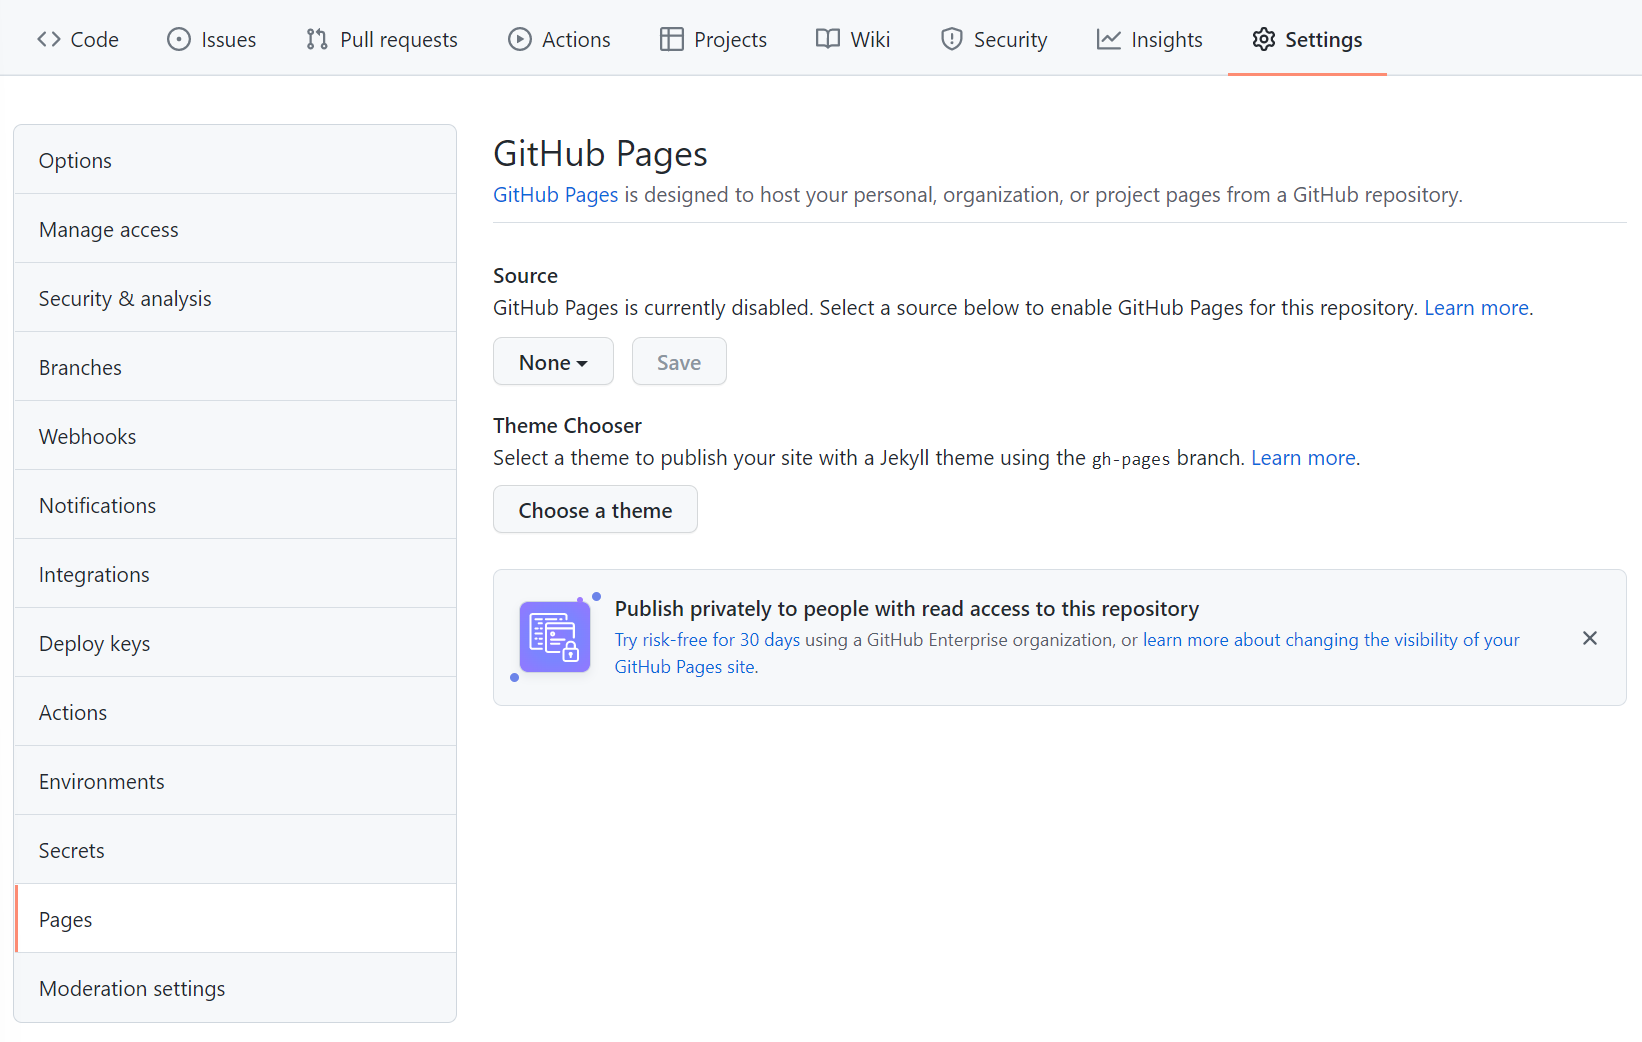 Code Issues Pull requests Actions Projects Wiki Security Insights Settings
Options
Manage access
Security & analysis
Branches
Webhooks
Notifications
Integrations
Deploy keys
Actions
Environments
Secrets
Pages
Moderation settings
GitHub Pages
GitHub Pages is designed to host your personal, organization, or project pages from a GitHub repository.
Source
GitHub Pages is currently disabled. Select a source below to enable GitHub Pages for this repository. Learn more.
None Save
Theme Chooser
Select a theme to publish your site with a Jekyll theme using the gh-pages branch. Learn more.
Choose a theme
Publish privately to people with read access to this repository
Try risk-free for 30 days using a GitHub Enterprise organization, or learn more about changing the visibility of your
GitHub Pages site.